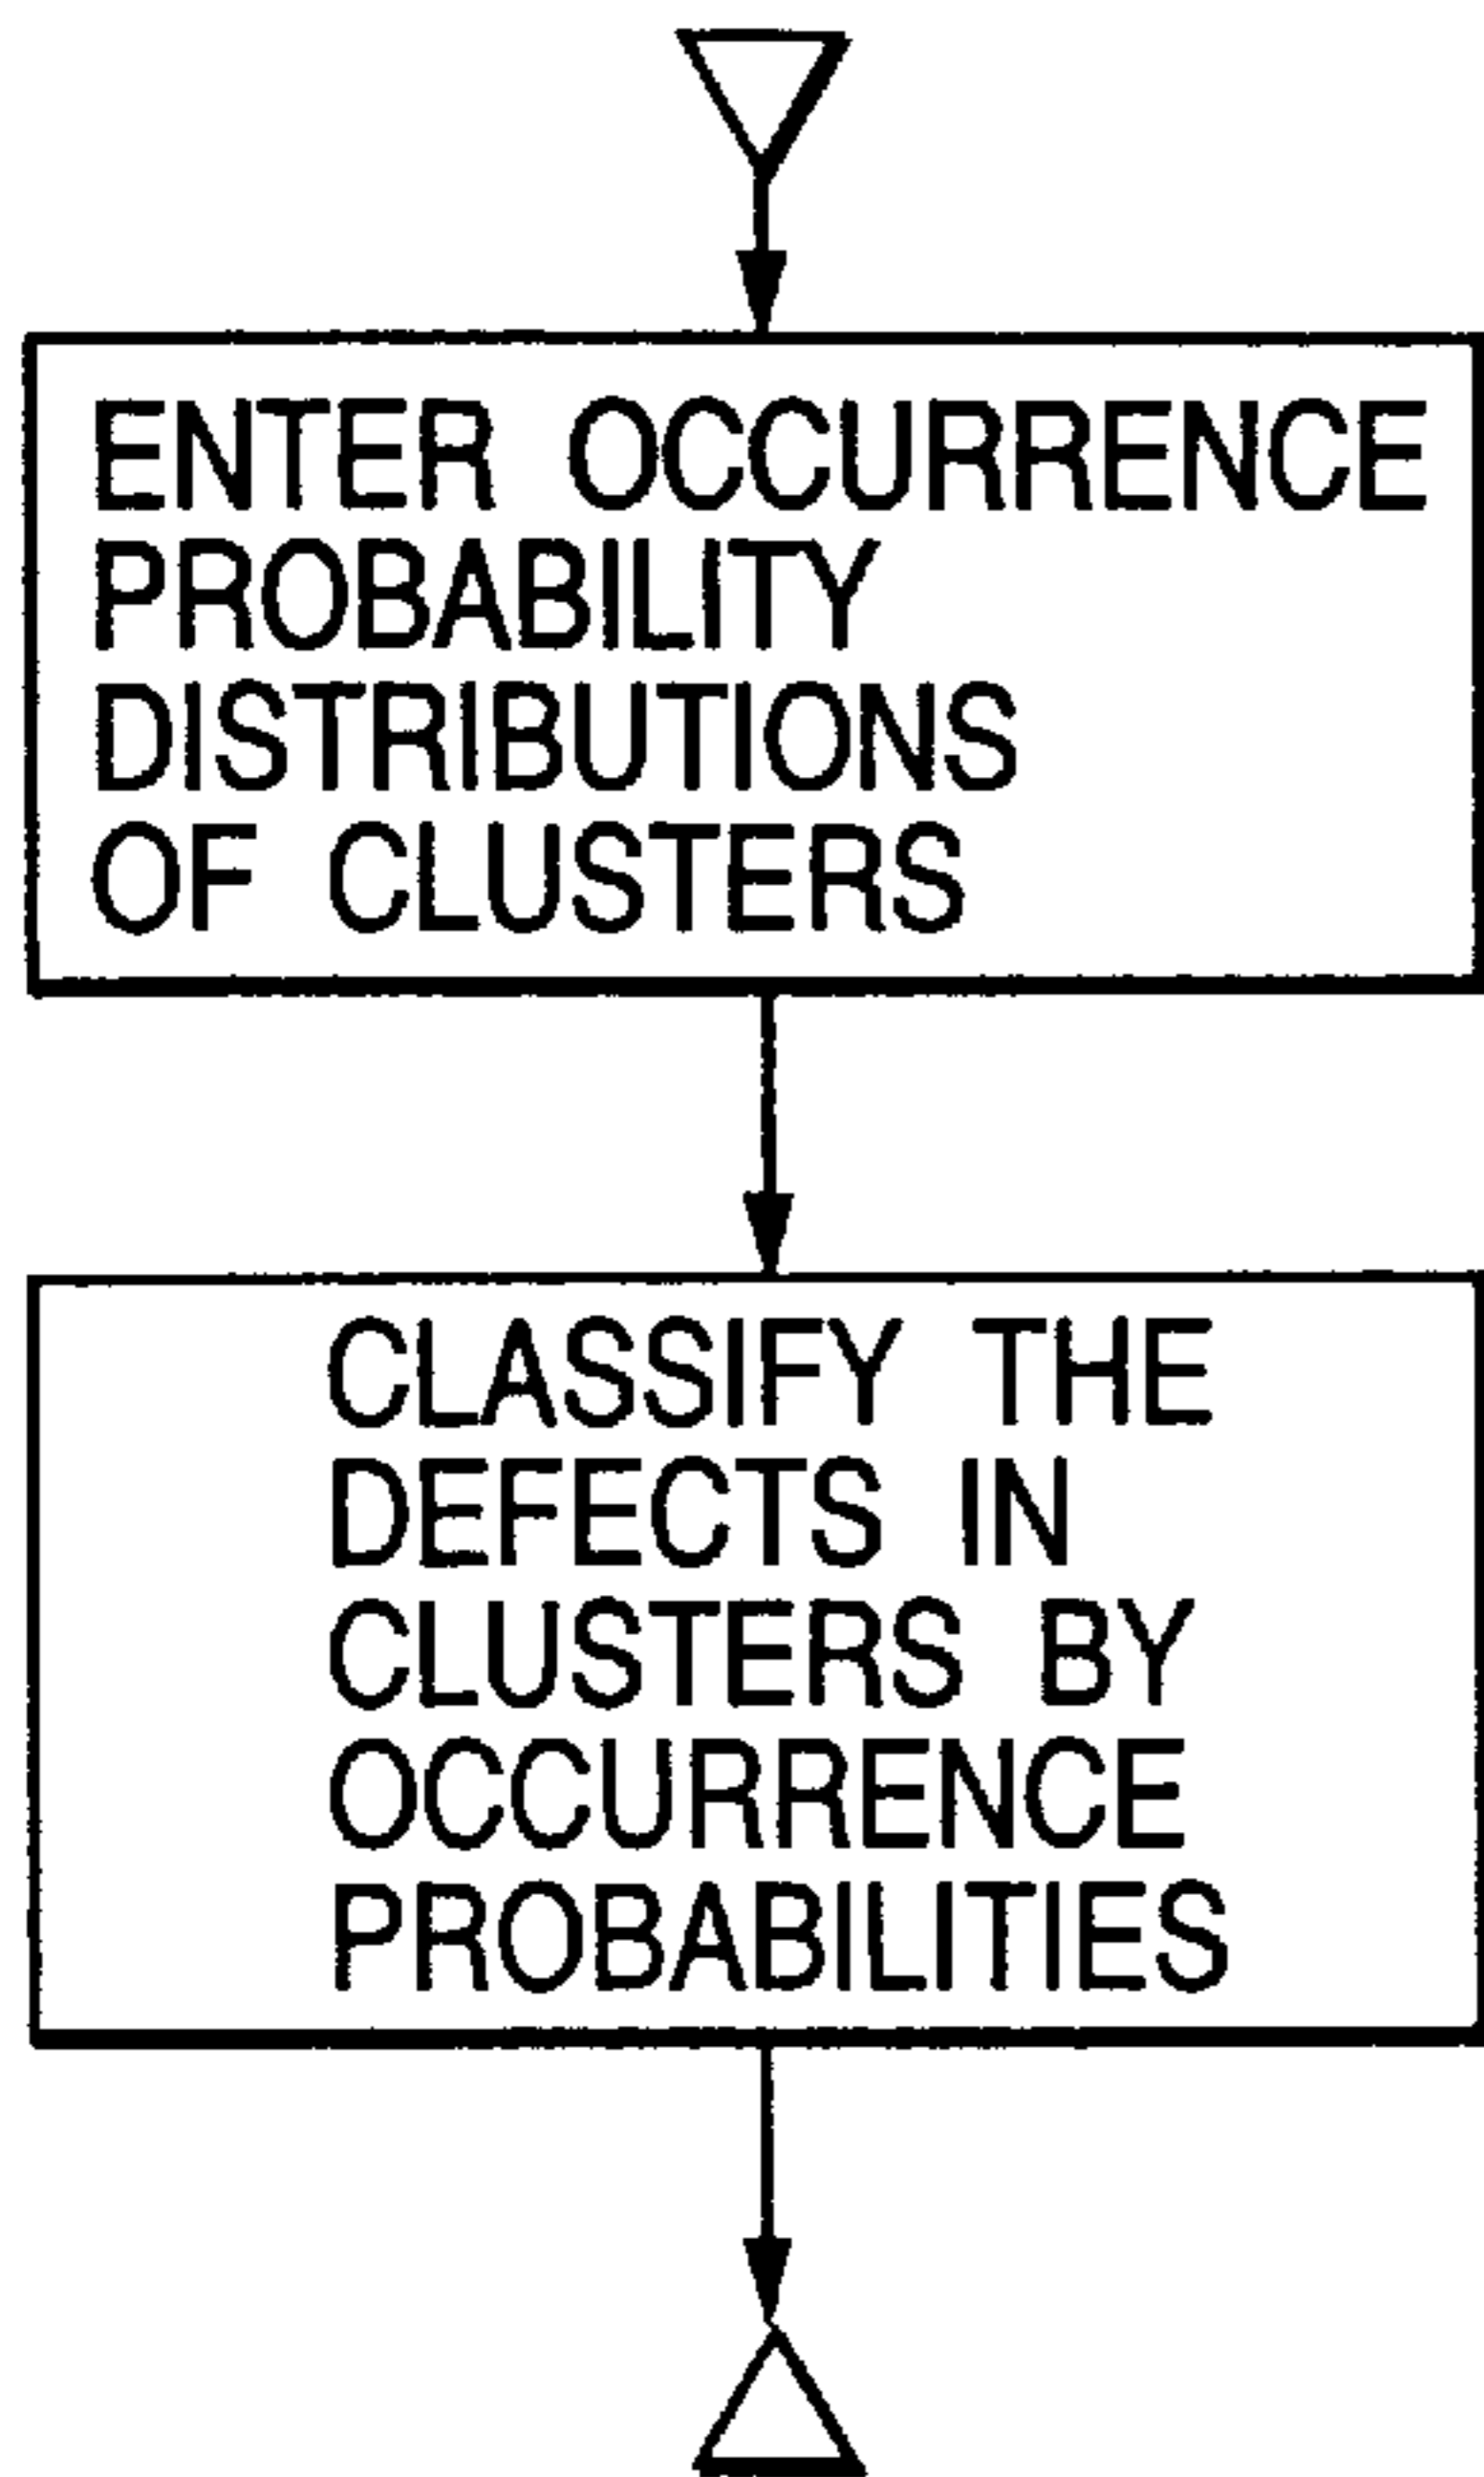 ENTER OCCURRENCE
PROBABILITY
DISTRIBUTIONS
OF CLUSTERS
CLASSIFY THE
DEFECTS IN
CLUSTERS BY
OCCURRENCE
PROBABILITIES